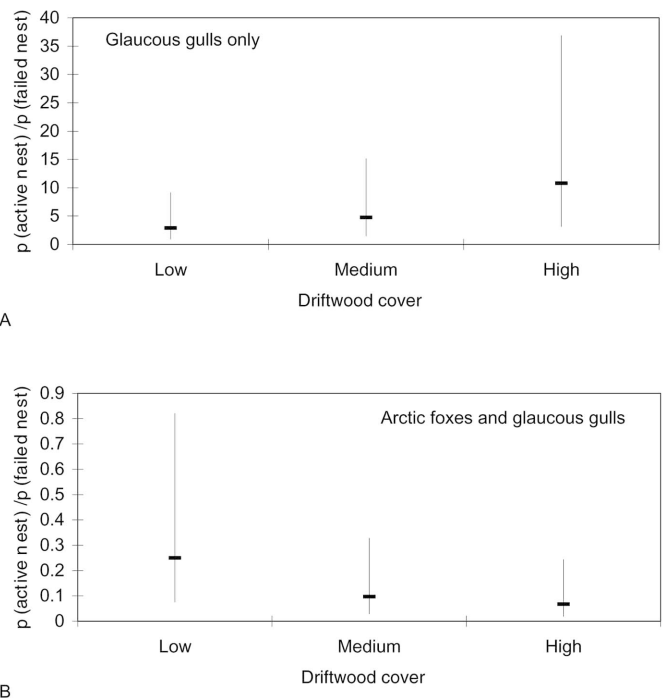 Glaucous gulls only
p (active nest) /p (failed nest)
40
35
30
25
20
15
10
5
0
Low Medium High
Driftwood cover
A
Arctic foxes and glaucous gulls
p (active nest) /p (failed nest)
0.9
0.8
0.7
0.6
0.5
0.4
0.3
0.2
0.1
0
Low Medium High
Driftwood cover
B